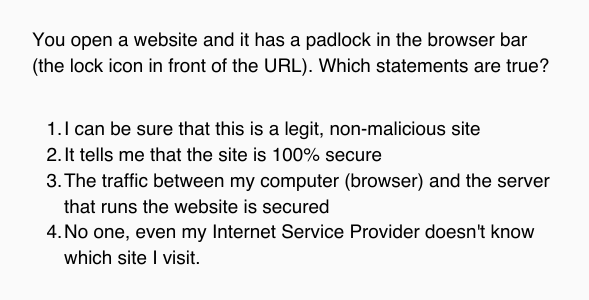 You open a website and it has a padlock in the browser bar
(the lock icon in front of the URL). Which statements are true?
1. I can be sure that this is a legit, non-malicious site
2. It tells me that the site is 100% secure
3. The traffic between my computer (browser) and the server
that runs the website is secured
4. No one, even my Internet Service Provider doesn't know
which site I visit.